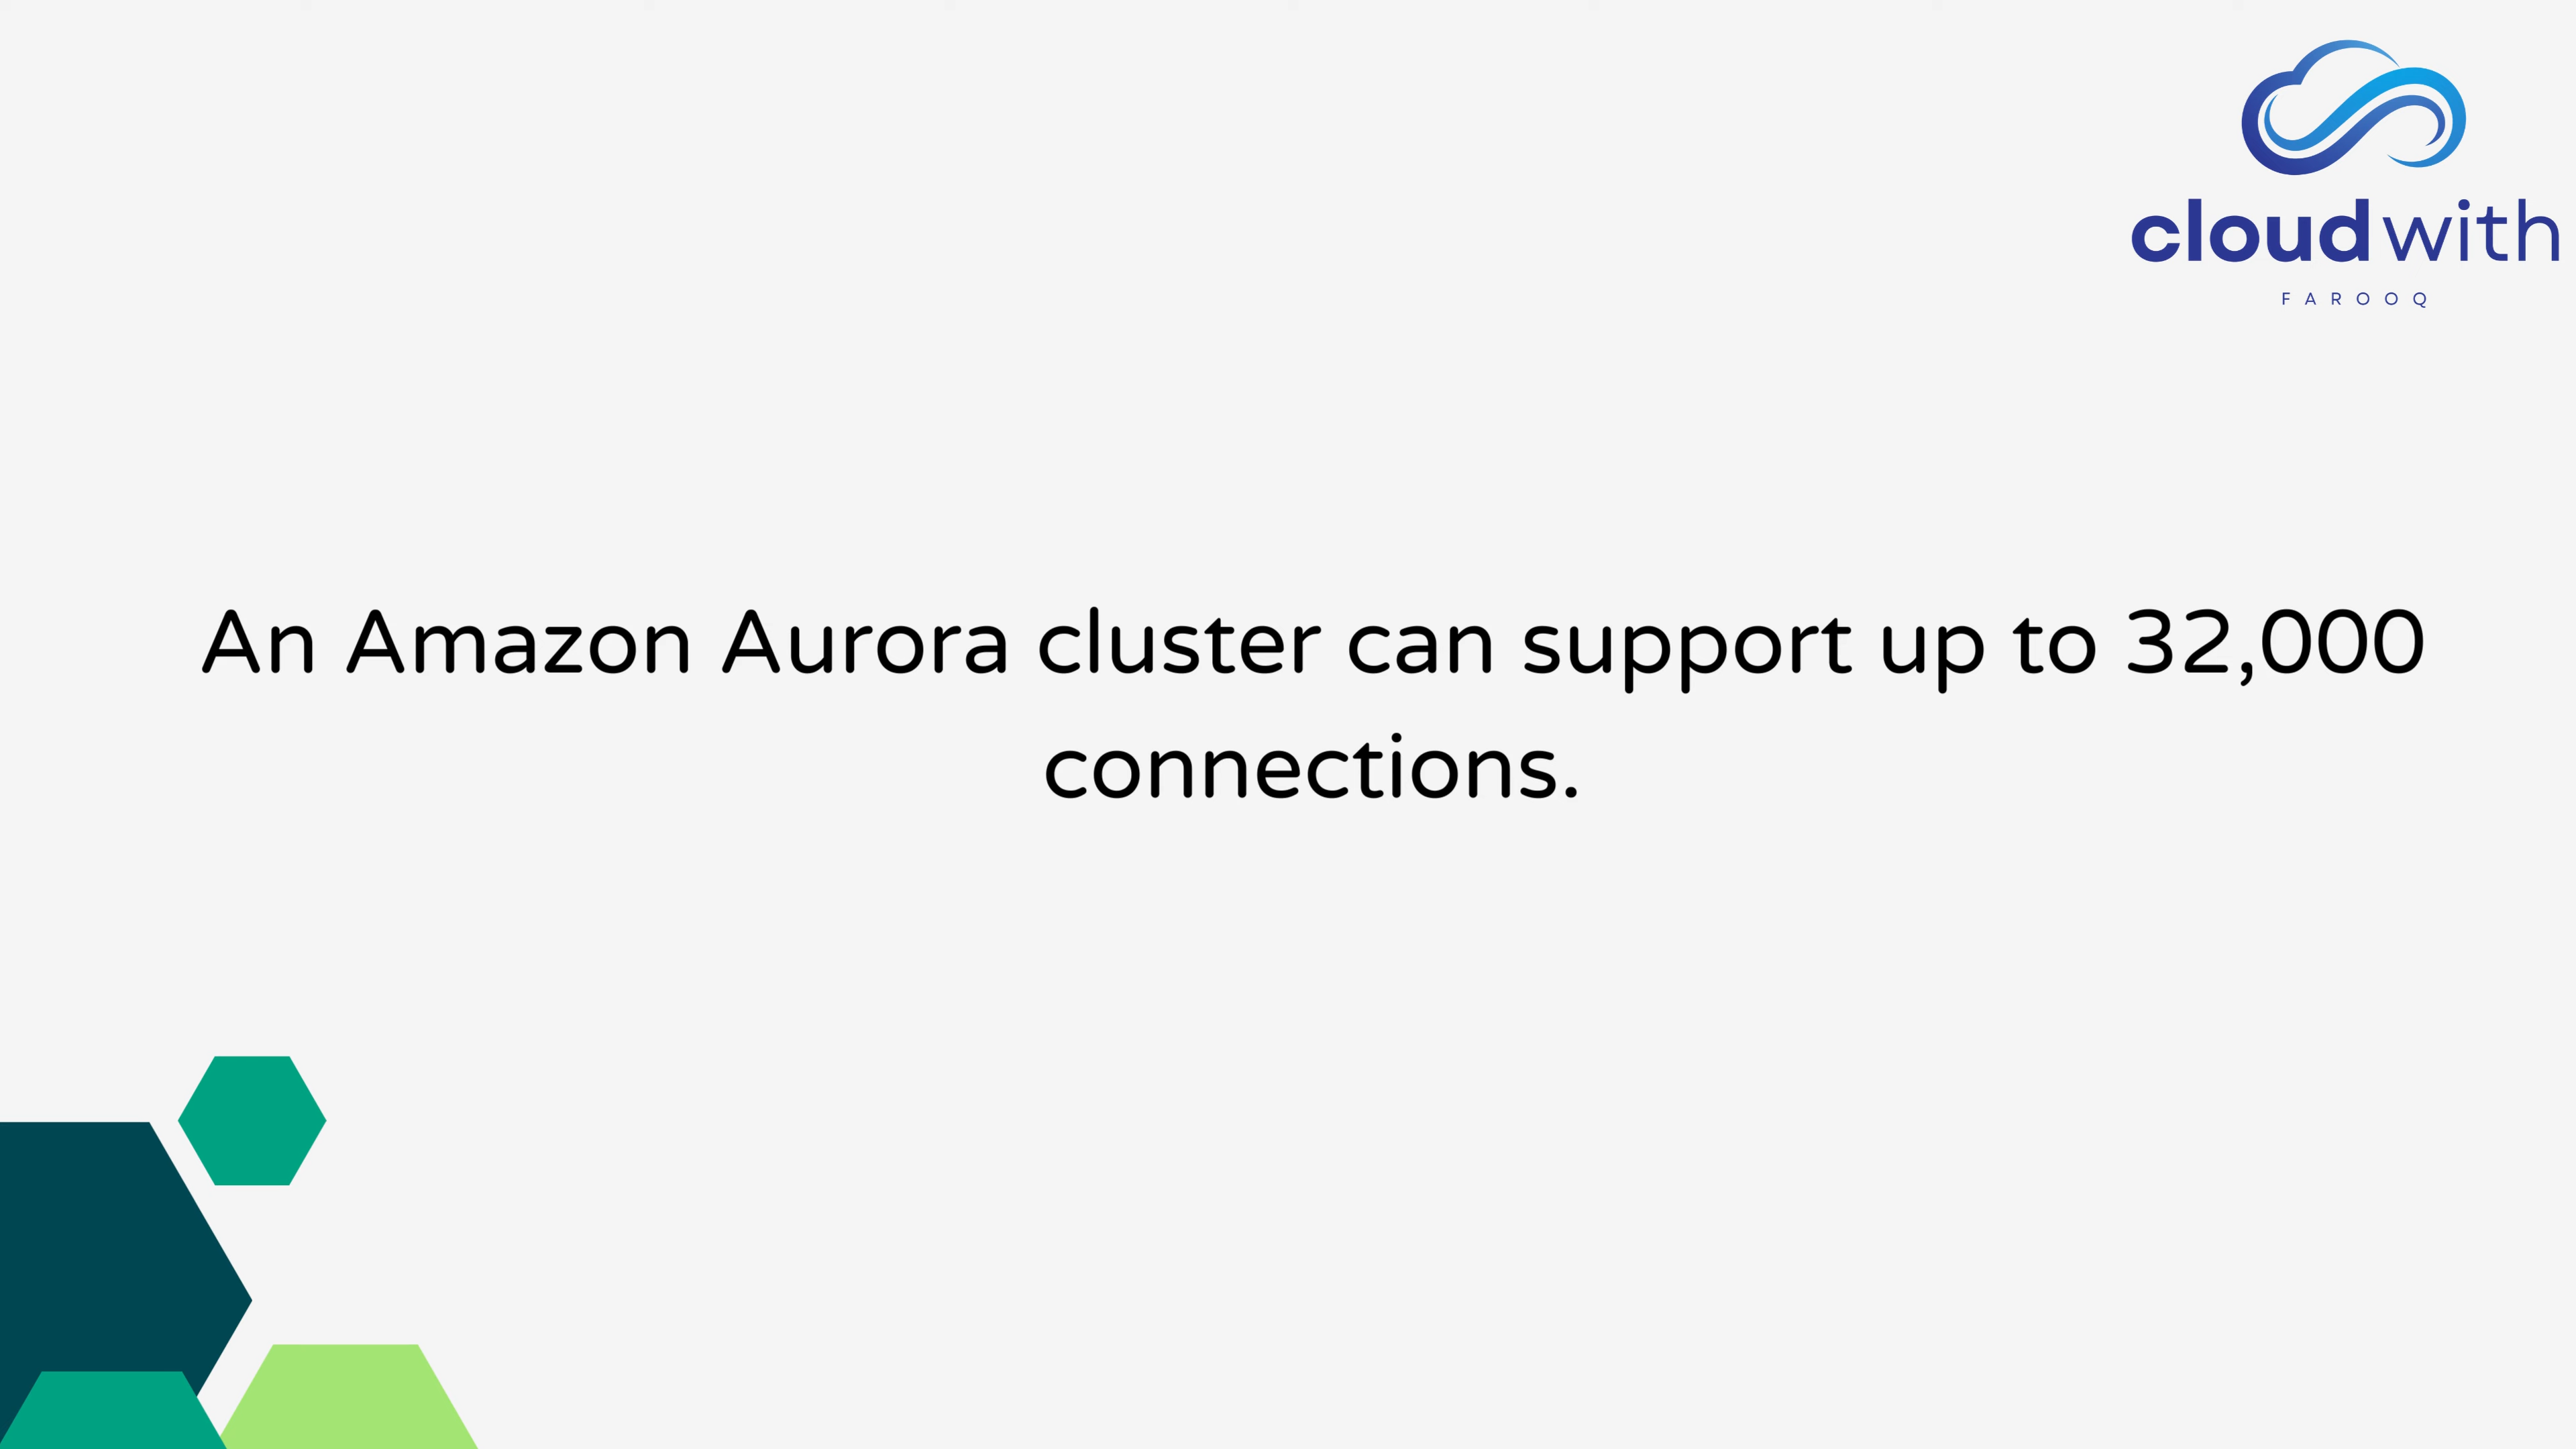 cloudwith
FAROOQ
An Amazon Aurora cluster can support up to 32,000
connections.